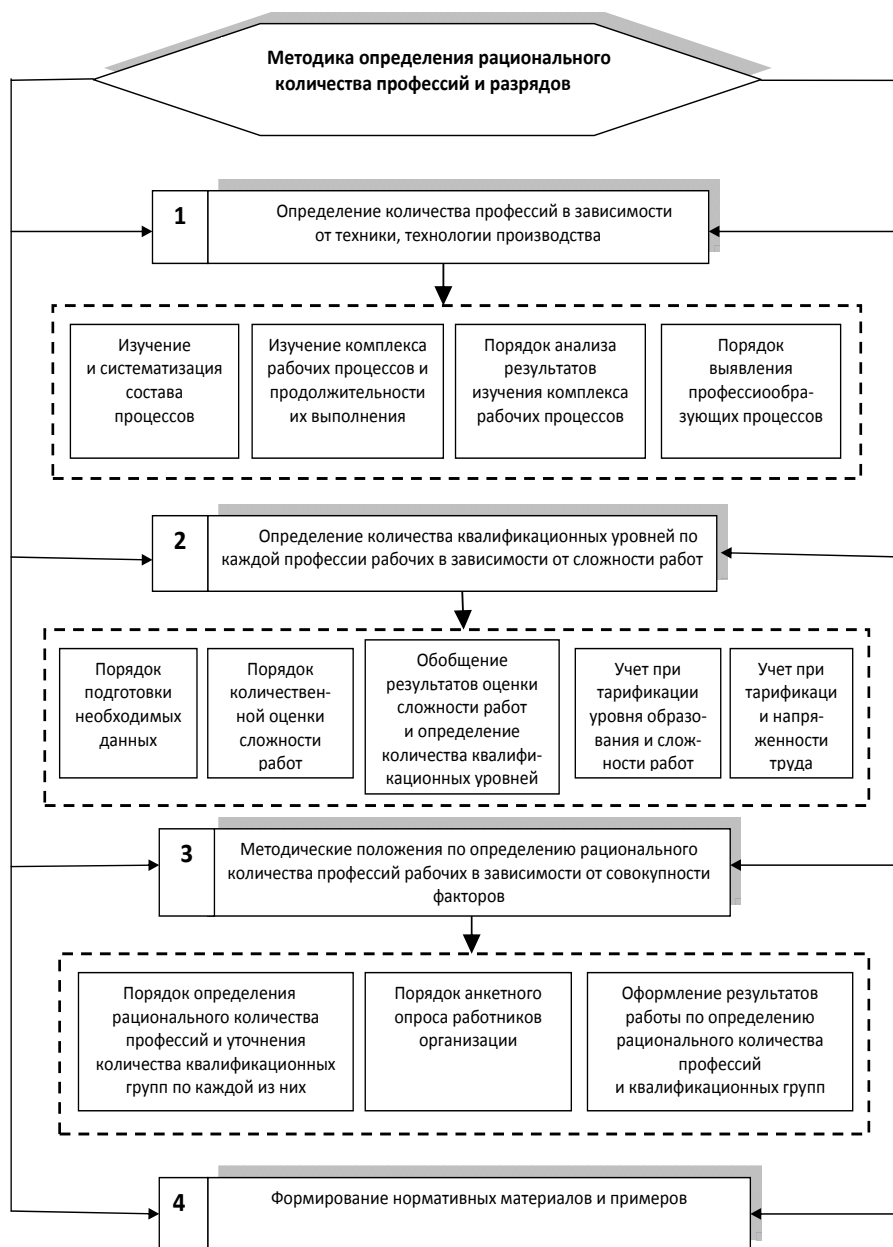 Методика определения рационального
количества профессий и разрядов
1
Определение количества профессий в зависимости
от техники, технологии производства
Изучение
и систематизация
состава
процессов
Изучение комплекса
рабочих процессов и
продолжительности
их выполнения
Порядок анализа
результатов
изучения комплекса
рабочих процессов
Порядок
выявления
профессиообра-
зующих процессов
2
Определение количества квалификационных уровней по
каждой профессии рабочих в зависимости от сложности работ
Порядок
подготовки
необходимых
данных
Порядок
количествен-
ной оценки
сложности
работ
Обобщение
результатов оценки
сложности работ
и определение
количества квалифи-
кационных уровней
Учет при
тарификации
уровня образо-
вания и слож-
ности работ
Учет при
тарификаци
и напря-
женности
труда
3
Методические положения по определению рационального
количества профессий рабочих в зависимости от совокупности
факторов
Порядок определения
рационального количества
профессий и уточнения
количества квалификационных
групп по каждой из них
Порядок анкетного
опроса работников
организации
Оформление результатов
работы по определению
рационального количества
профессий
и квалификационных групп
4
Формирование нормативных материалов и примеров